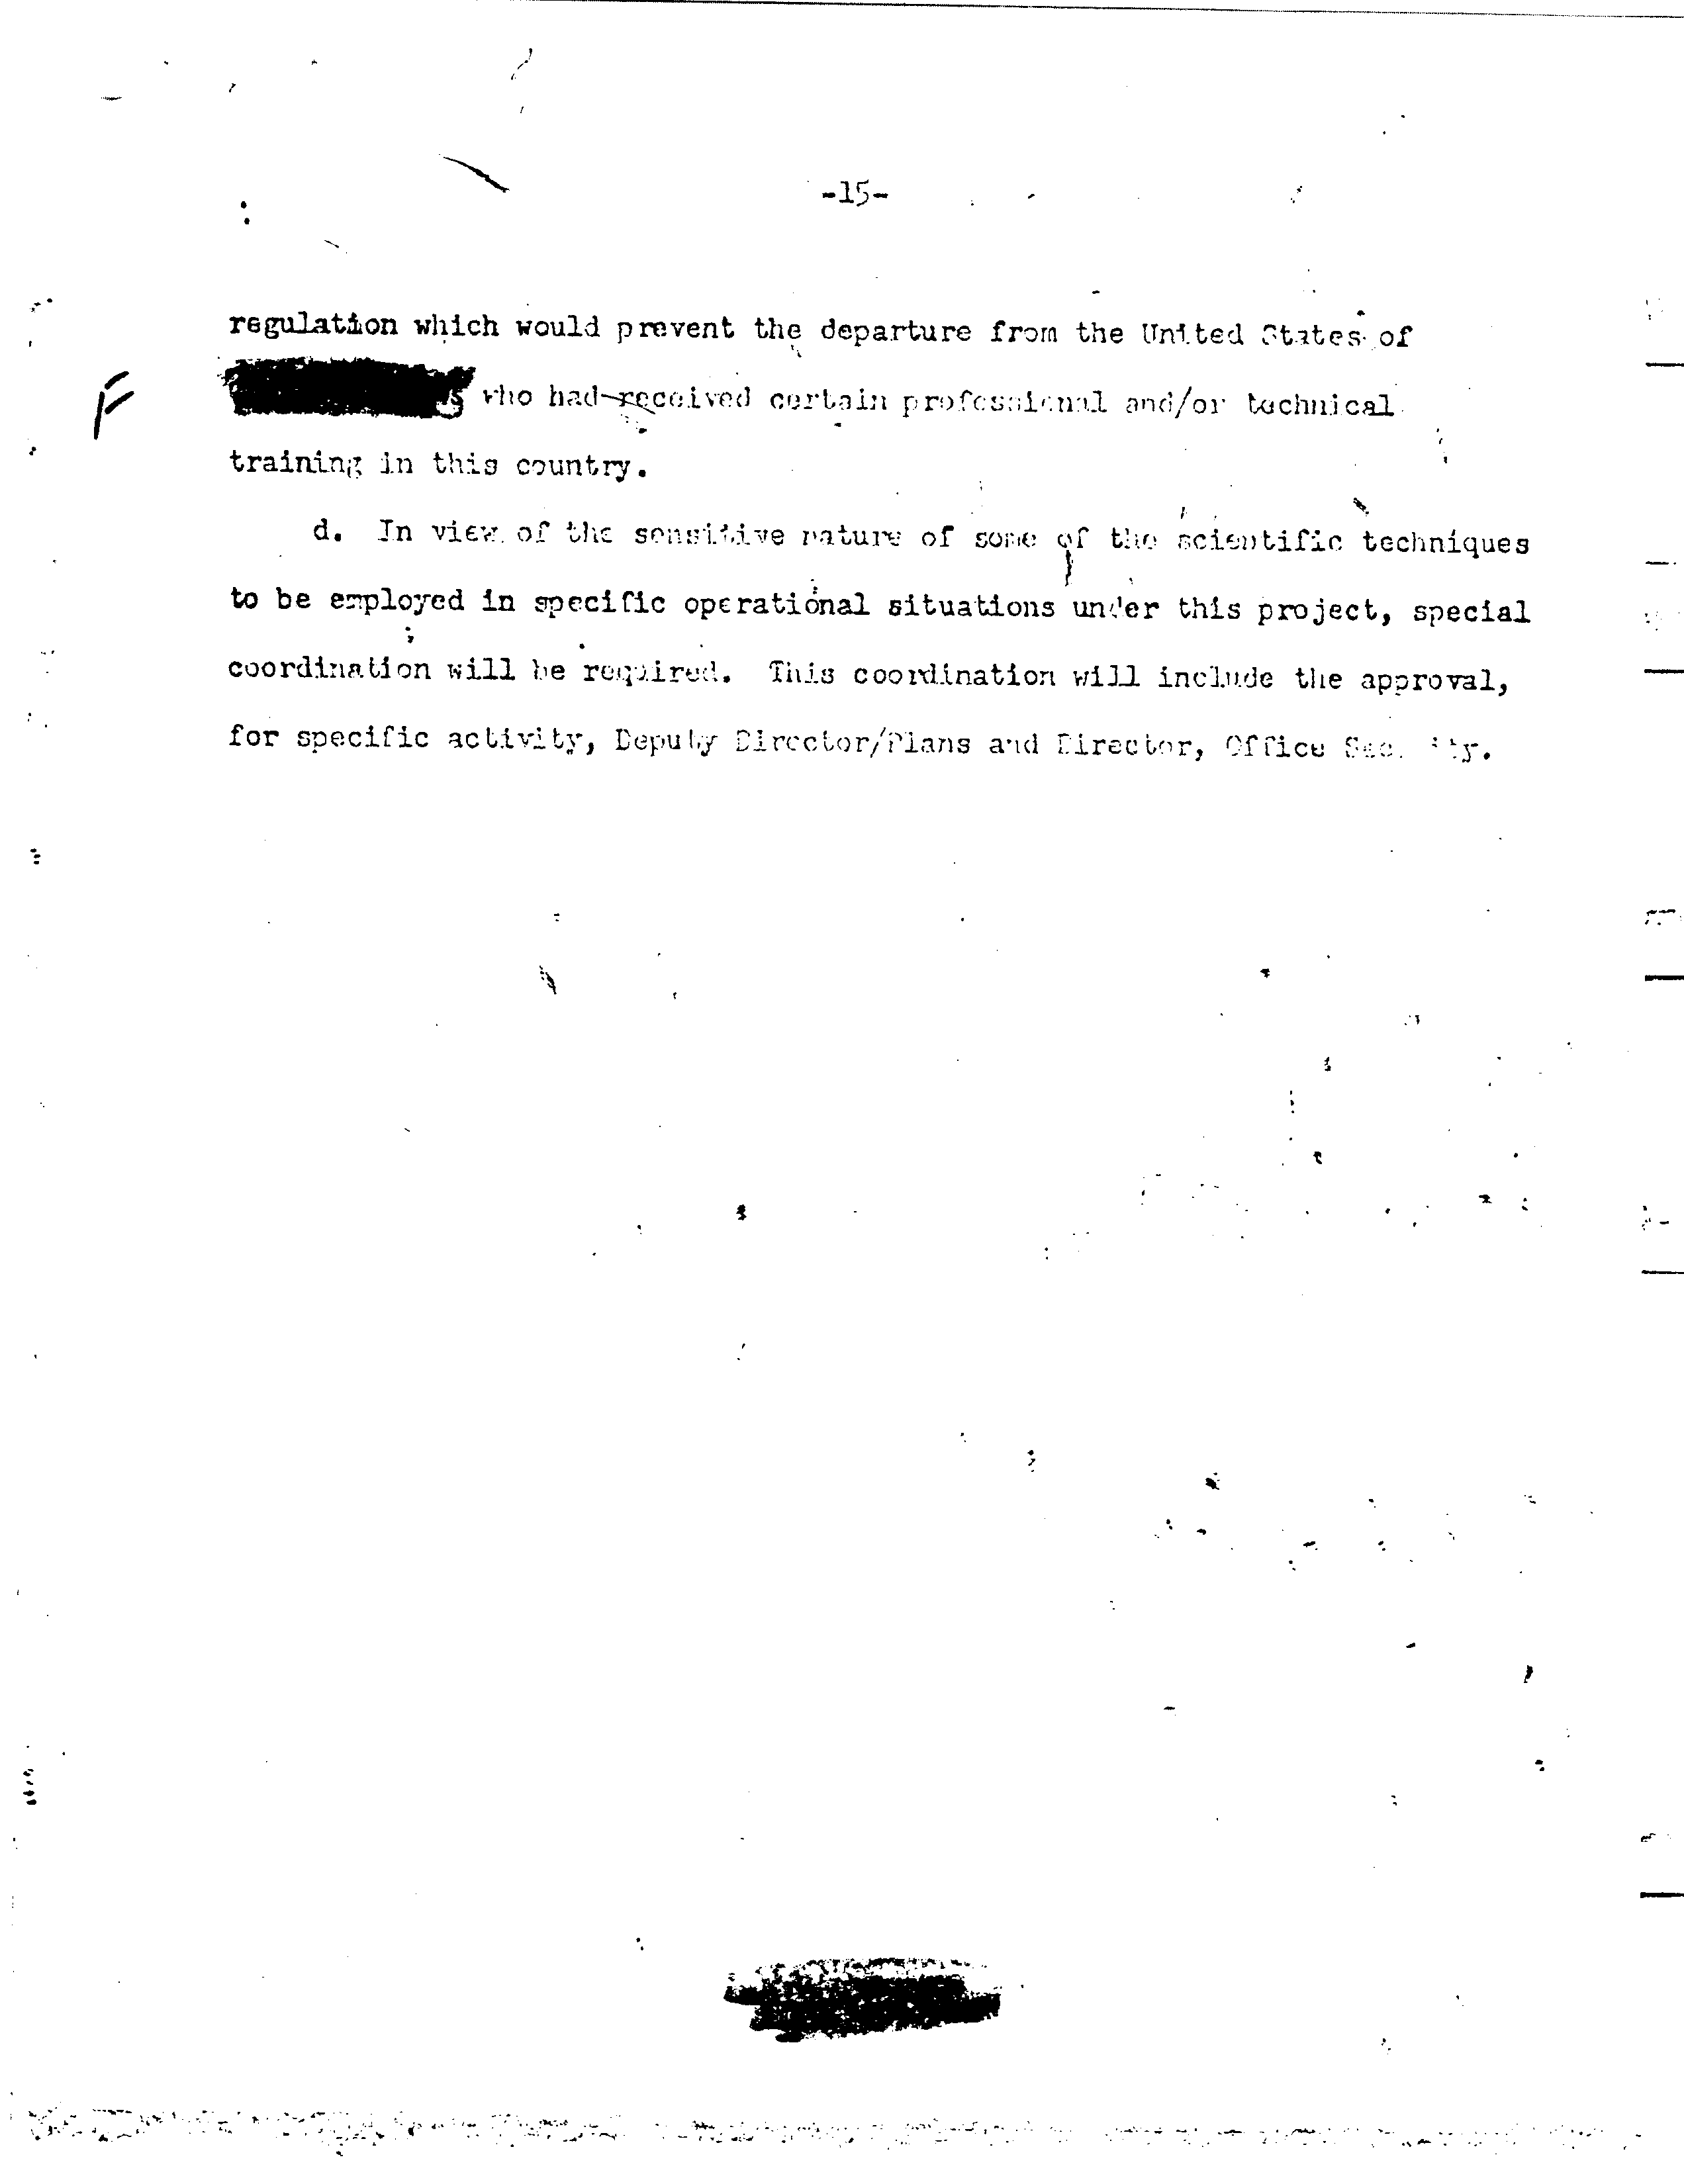 -15-
regulation which would prevent the departure from the United States of
F
who had received certain professional and/or technical
training in this country.
d. In view of the sensitive nature of some of the scientific techniques
to be employed in specific operational situations under this project, special
coordination will be required. This coordination will include the approval,
for specific activity, Deputy Director/Plans and Director, Office